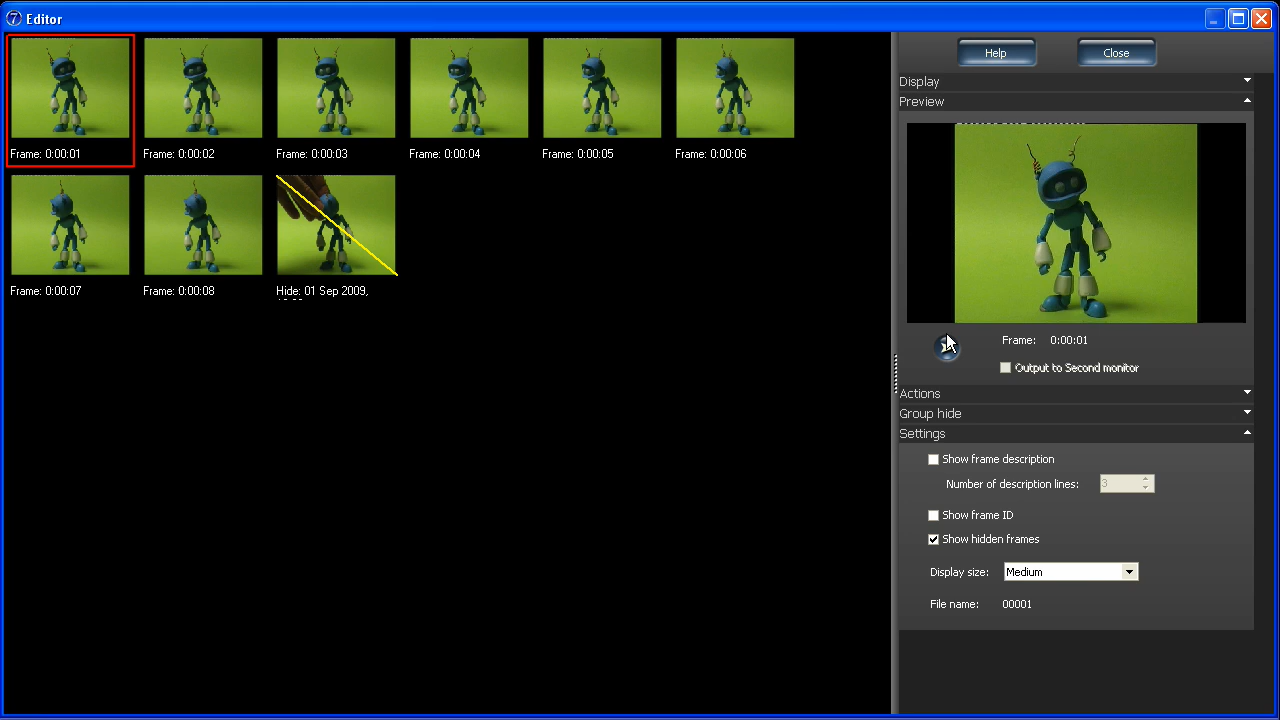 7 Editor
Help
Close
Display
Preview
Frame: 0:00:01
Frame: 0:00:02
Frame: 0:00:03
Frame: 0:00:04
Frame: 0:00:05
Frame: 0:00:06
Frame: 0:00:07
Frame: 0:00:08
Hide: 01 Sep 2009,
Frame: 0:00:01
Output to Second monitor
Actions
Group hide
Settings
Show frame description
Number of description lines: 3
Show frame ID
Show hidden frames
Display size: Medium
File name: 00001